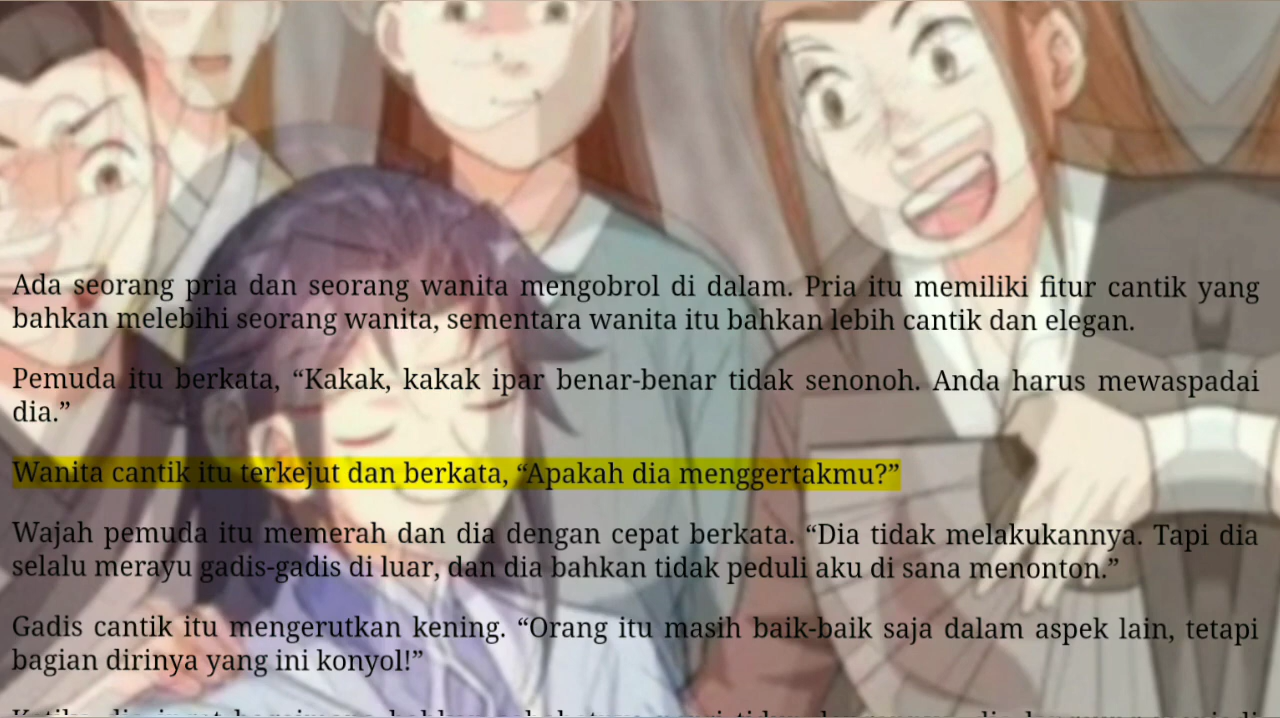 Ada seorang pria dan seorang wanita mengobrol di dalam. Pria itu memiliki fitur cantik yang
bahkan melebihi seorang wanita, sementara wanita itu bahkan lebih cantik dan elegan.
Pemuda itu berkata, “Kakak, kakak ipar benar-benar tidak senonoh. Anda harus mewaspadai
dia.”
Wanita cantik itu terkejut dan berkata, “Apakah dia menggertakmu?”
Wajah pemuda itu memerah dan dia dengan cepat berkata. “Dia tidak melakukannya. Tapi dia
selalu merayu gadis-gadis di luar, dan dia bahkan tidak peduli aku di sana menonton.”
Gadis cantik itu mengerutkan kening. “Orang itu masih baik-baik saja dalam aspek lain, tetapi
bagian dirinya yang ini konyol!”